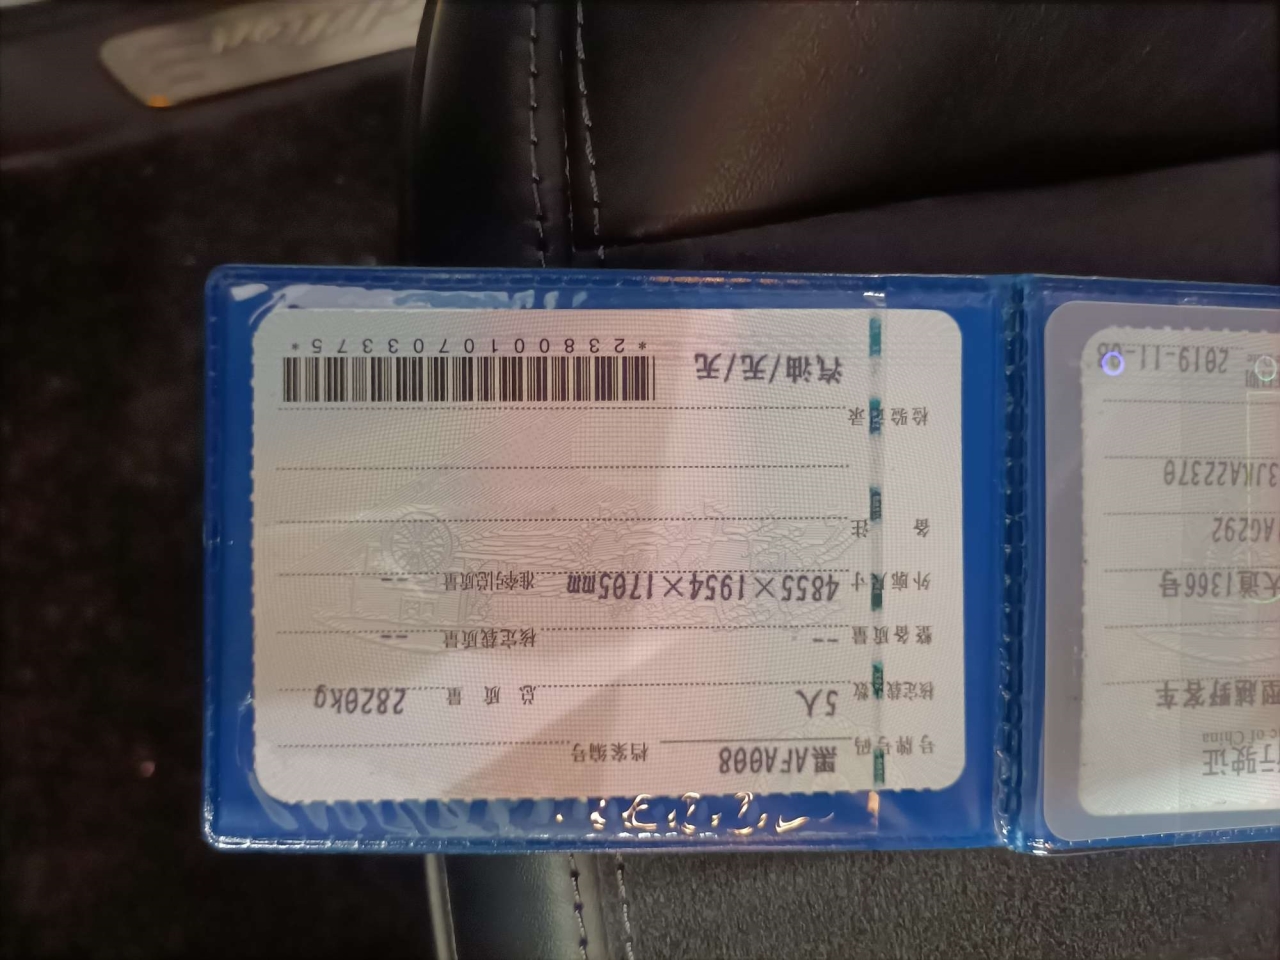 号牌号码 黑AFA008 档案编号
核定载人数 5人 总质量 2820kg
整备质量 -- 核定载质量 --
外廓尺寸 4855×1954×1705mm 准牵引总质量 --
备注
检验记录
汽油/无/无
*2380010703375*
行驶证
c of China
型越野客车
大道1366号
AG292
3JKA22370
2019-11-08